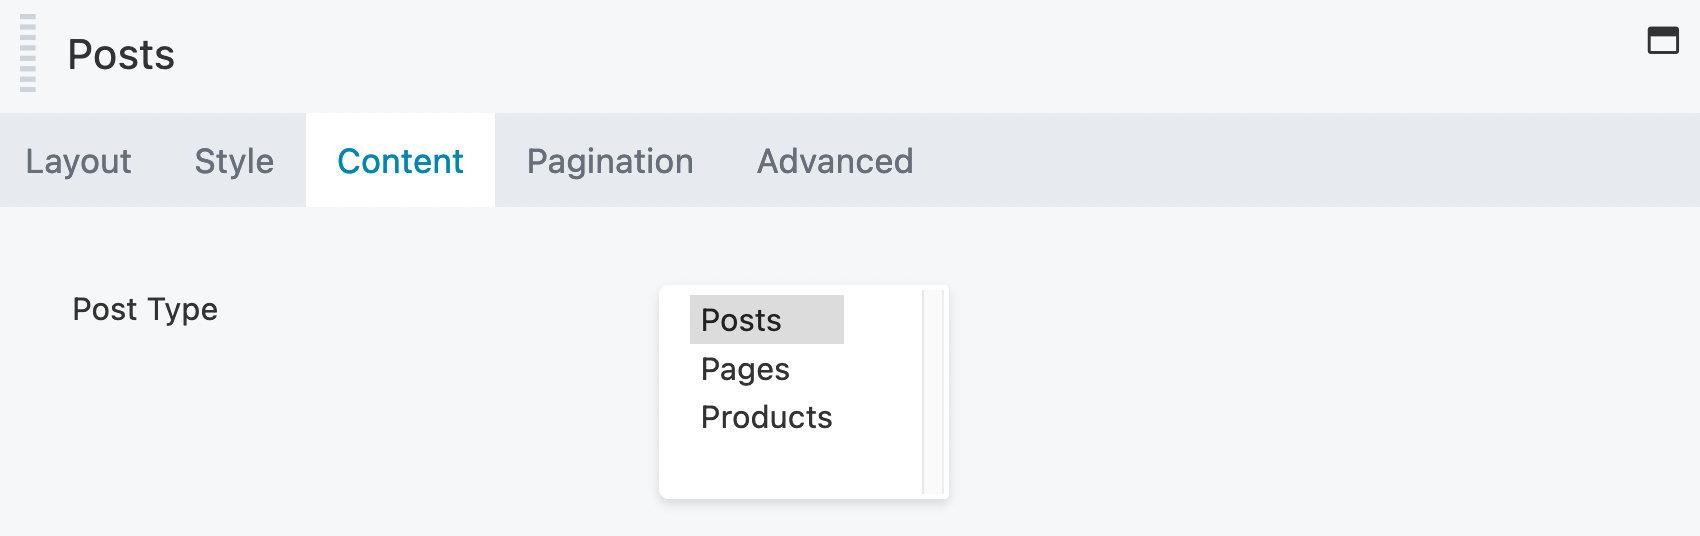 Posts
Layout Style Content Pagination Advanced
Post Type
Posts
Pages
Products